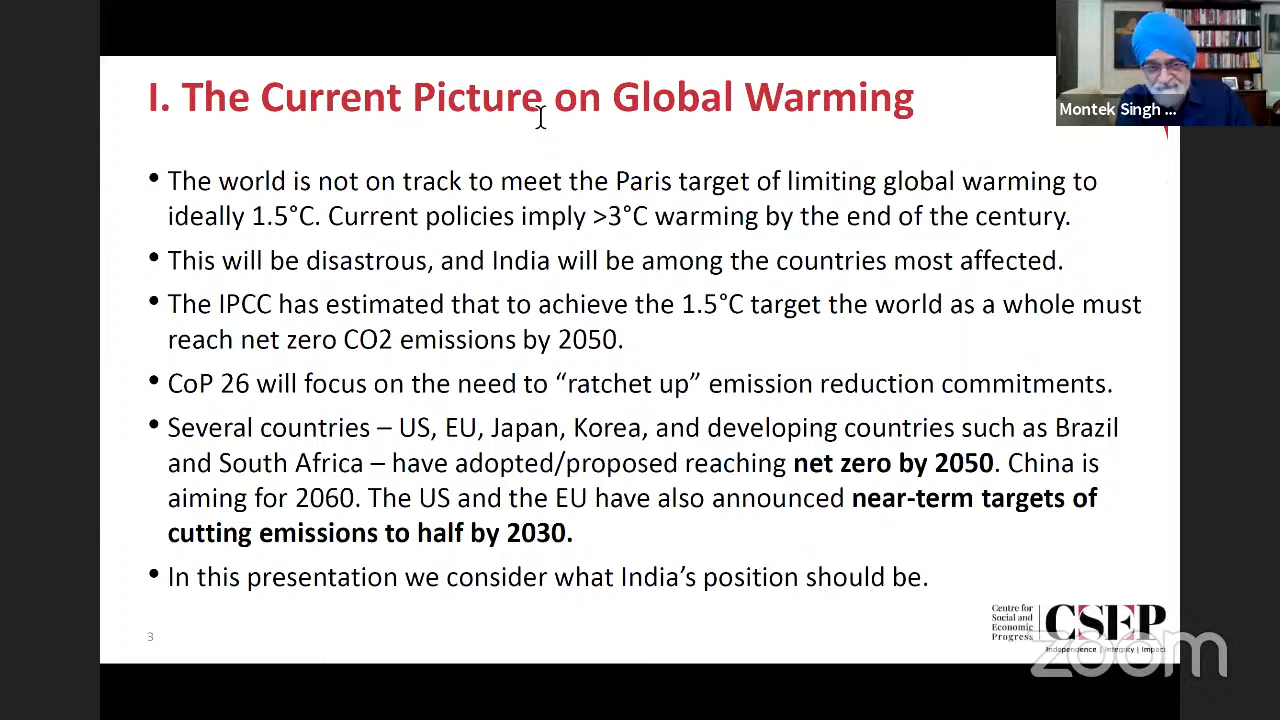 I. The Current Picture on Global Warming
Montek Singh ...
• The world is not on track to meet the Paris target of limiting global warming to
ideally 1.5°C. Current policies imply >3°C warming by the end of the century.
• This will be disastrous, and India will be among the countries most affected.
• The IPCC has estimated that to achieve the 1.5°C target the world as a whole must
reach net zero CO2 emissions by 2050.
• CoP 26 will focus on the need to “ratchet up” emission reduction commitments.
• Several countries – US, EU, Japan, Korea, and developing countries such as Brazil
and South Africa – have adopted/proposed reaching net zero by 2050. China is
aiming for 2060. The US and the EU have also announced near-term targets of
cutting emissions to half by 2030.
• In this presentation we consider what India’s position should be.
3
Centre for
Social and
Economic
Progress
CSEP
Independence | Integrity | Impact
zoom